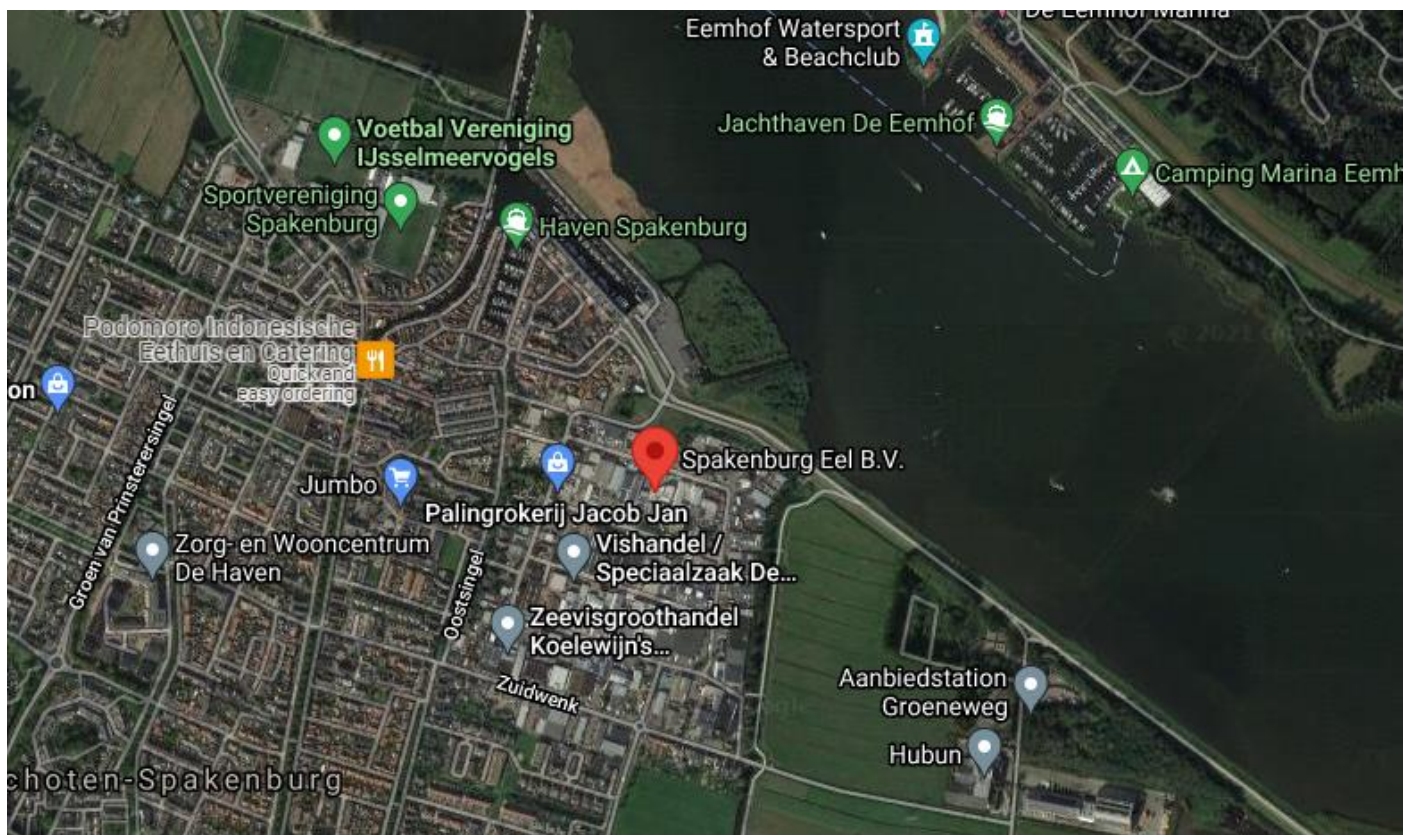 De Eemhof Marina
Eemhof Watersport
& Beachclub
Jachthaven De Eemhof
Voetbal Vereniging
IJsselmeervogels
Camping Marina Eemh
Sportvereniging
Spakenburg
Haven Spakenburg
© 2021
Podomoro Indonesische
Eethuis en Catering
Quick and
easy ordering
on
Groen van Prinsterersingel
Spakenburg Eel B.V.
Jumbo
Palingrokerij Jacob Jan
Vishandel /
Speciaalzaak De...
Zorg- en Wooncentrum
De Haven
Oostsingel
Zeevisgroothandel
Koelewijn's...
Zuidwenk
Aanbiedstation
Groeneweg
Hubun
choten-Spakenburg